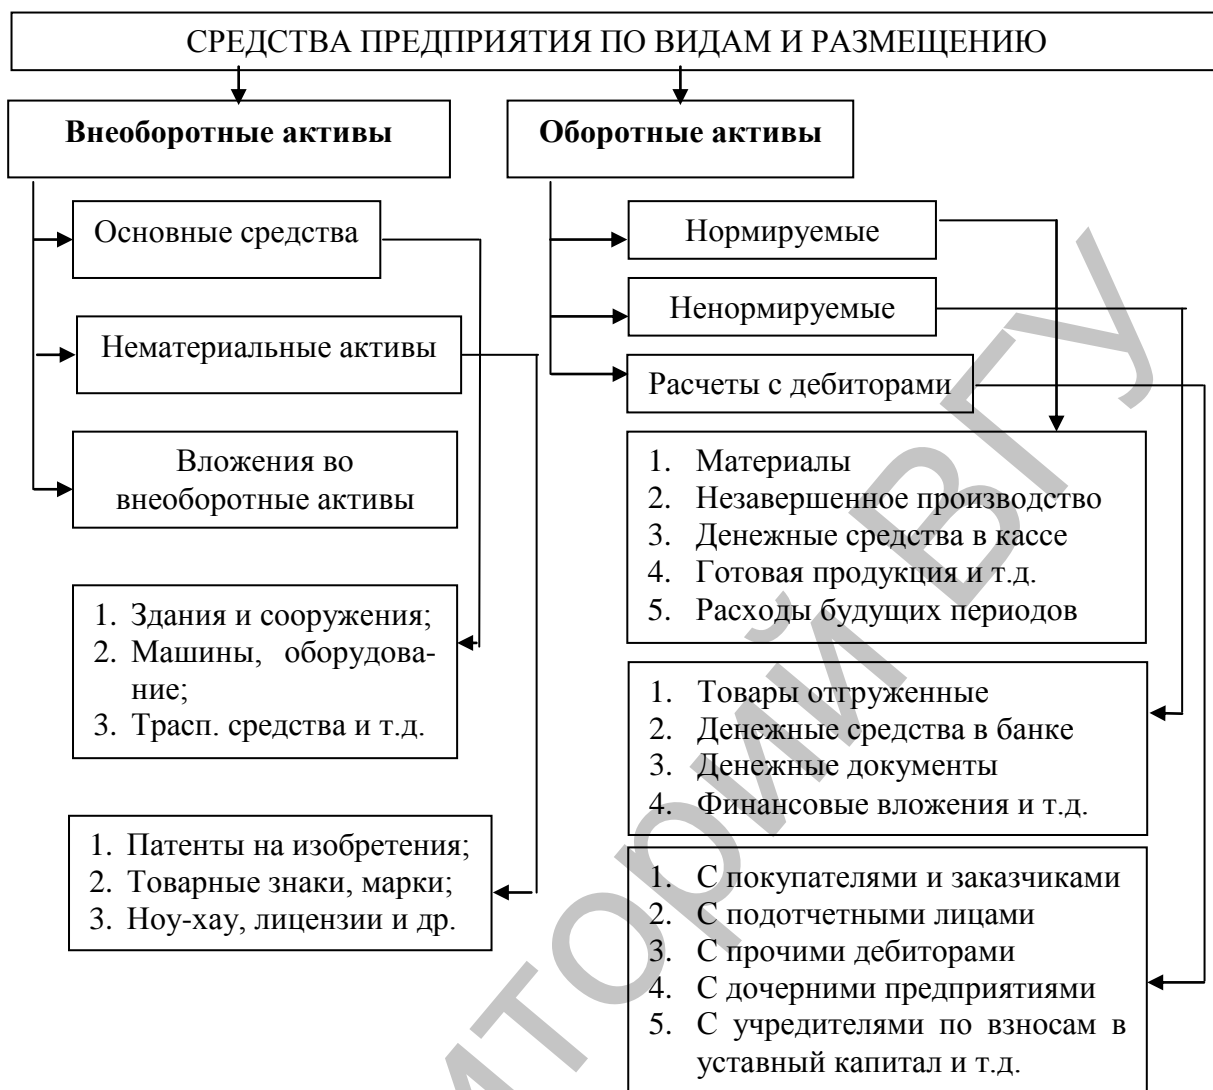 СРЕДСТВА ПРЕДПРИЯТИЯ ПО ВИДАМ И РАЗМЕЩЕНИЮ
Внеоборотные активы
Основные средства
Нематериальные активы
Вложения во
внеоборотные активы
1. Здания и сооружения;
2. Машины, оборудова-
ние;
3. Трасп. средства и т.д.
1. Патенты на изобретения;
2. Товарные знаки, марки;
3. Ноу-хау, лицензии и др.
Оборотные активы
Нормируемые
Ненормируемые
Расчеты с дебиторами
1. Материалы
2. Незавершенное производство
3. Денежные средства в кассе
4. Готовая продукция и т.д.
5. Расходы будущих периодов
1. Товары отгруженные
2. Денежные средства в банке
3. Денежные документы
4. Финансовые вложения и т.д.
1. С покупателями и заказчиками
2. С подотчетными лицами
3. С прочими дебиторами
4. С дочерними предприятиями
5. С учредителями по взносам в
уставный капитал и т.д.
ВГУ